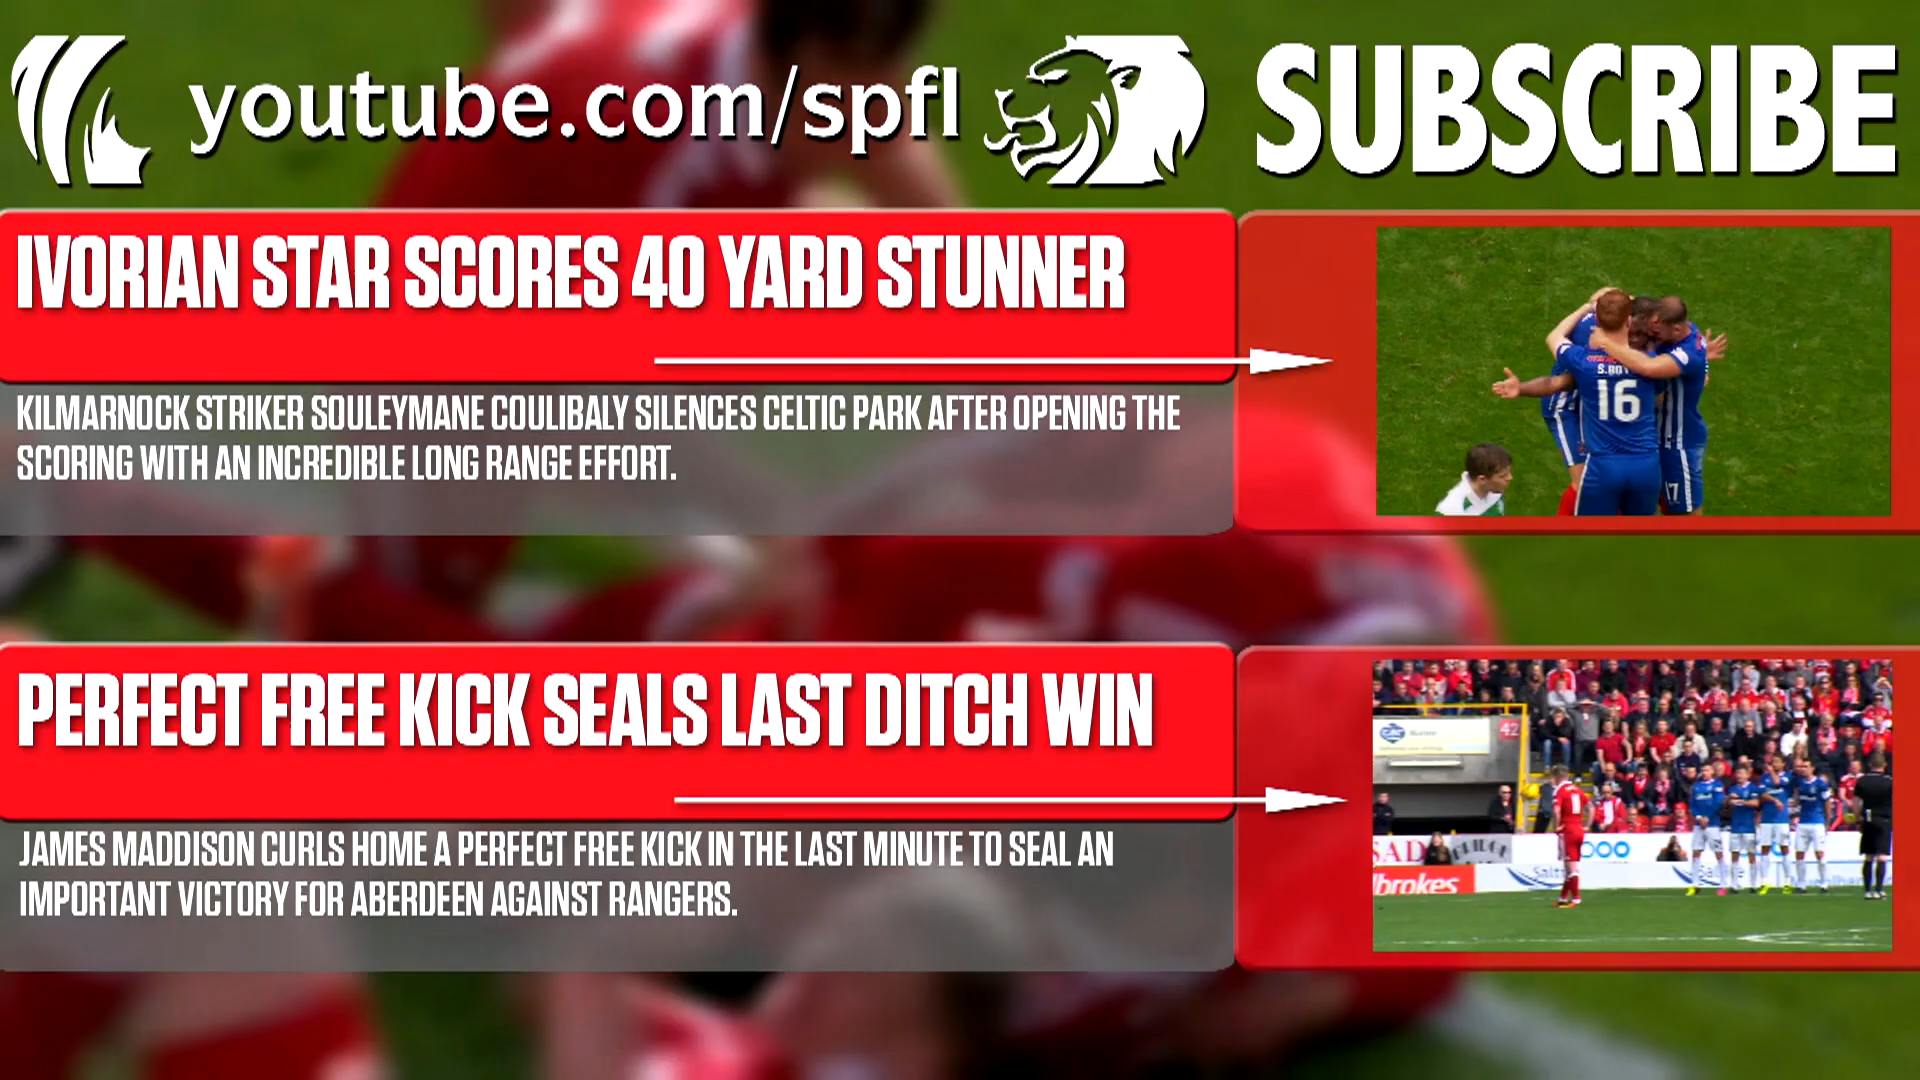 youtube.com/spfl SUBSCRIBE
IVORIAN STAR SCORES 40 YARD STUNNER
KILMARNOCK STRIKER SOULEYMANE COULIBALY SILENCES CELTIC PARK AFTER OPENING THE
SCORING WITH AN INCREDIBLE LONG RANGE EFFORT.
16
17
PERFECT FREE KICK SEALS LAST DITCH WIN
42
JAMES MADDISON CURLS HOME A PERFECT FREE KICK IN THE LAST MINUTE TO SEAL AN
IMPORTANT VICTORY FOR ABERDEEN AGAINST RANGERS.